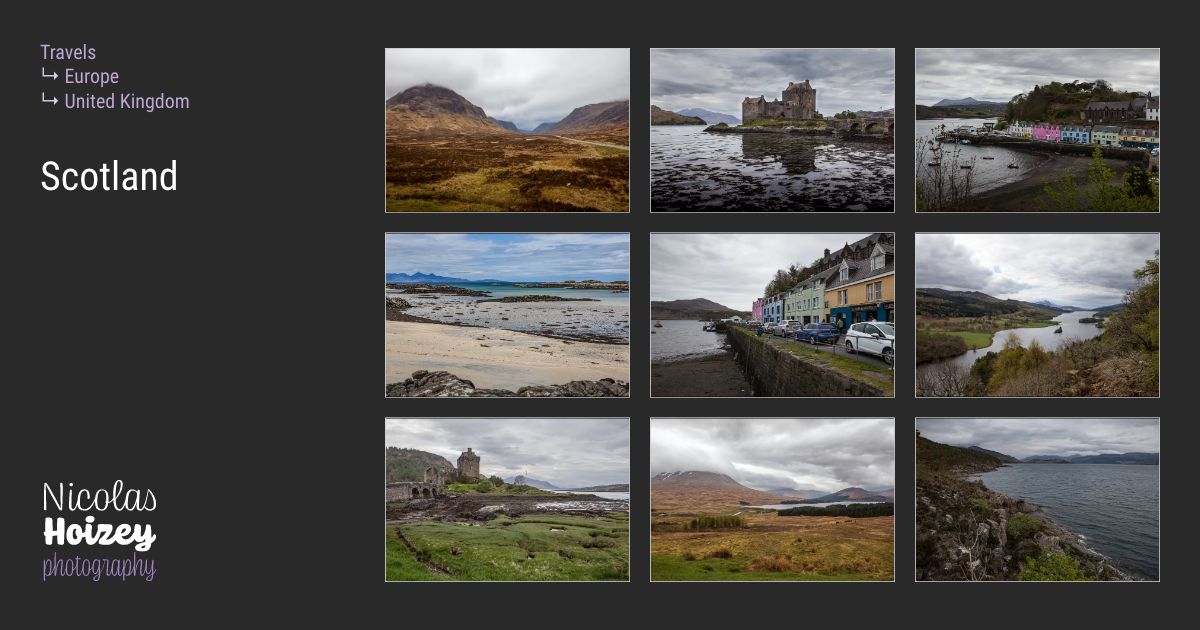 Travels
↳ Europe
↳ United Kingdom
Scotland
Nicolas
Hoizey
photography